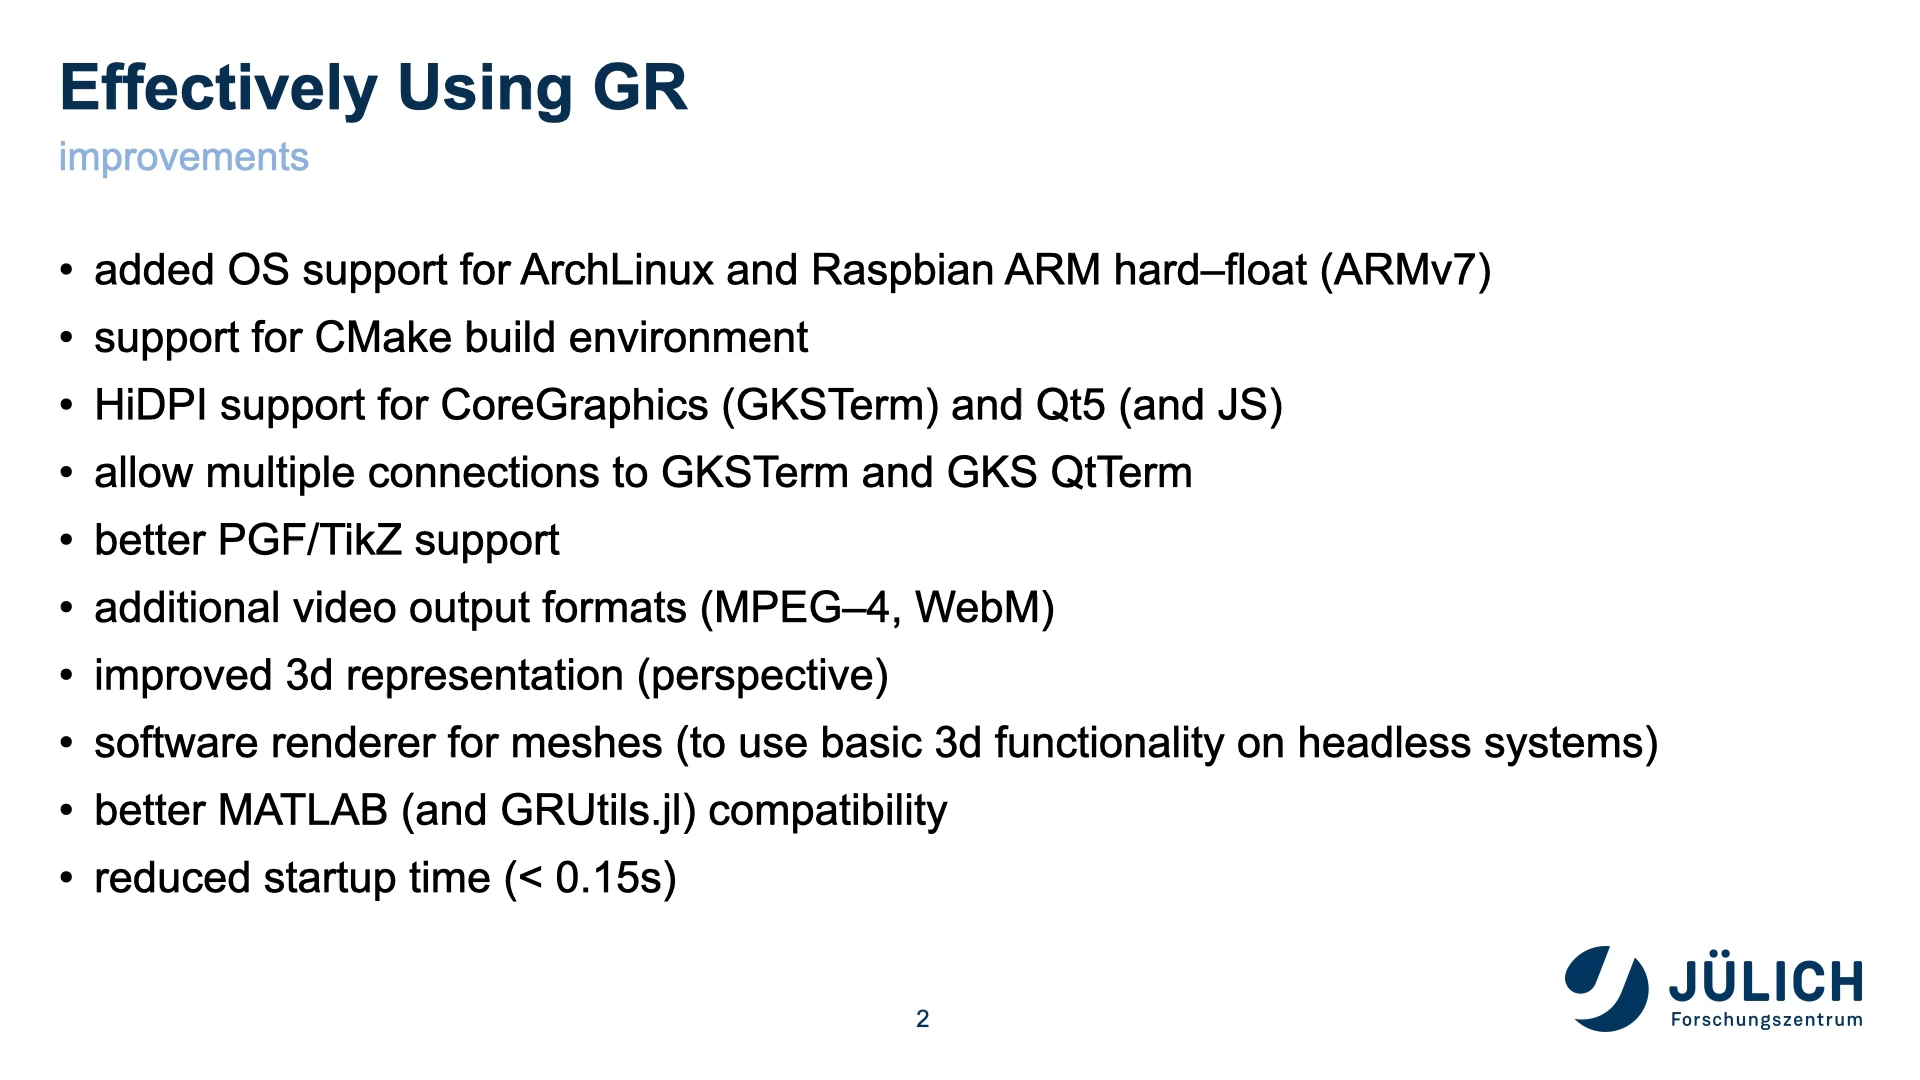 Effectively Using GR
improvements
• added OS support for ArchLinux and Raspbian ARM hard–float (ARMv7)
• support for CMake build environment
• HiDPI support for CoreGraphics (GKSTerm) and Qt5 (and JS)
• allow multiple connections to GKSTerm and GKS QtTerm
• better PGF/TikZ support
• additional video output formats (MPEG–4, WebM)
• improved 3d representation (perspective)
• software renderer for meshes (to use basic 3d functionality on headless systems)
• better MATLAB (and GRUtils.jl) compatibility
• reduced startup time (< 0.15s)
2
JÜLICH
Forschungszentrum